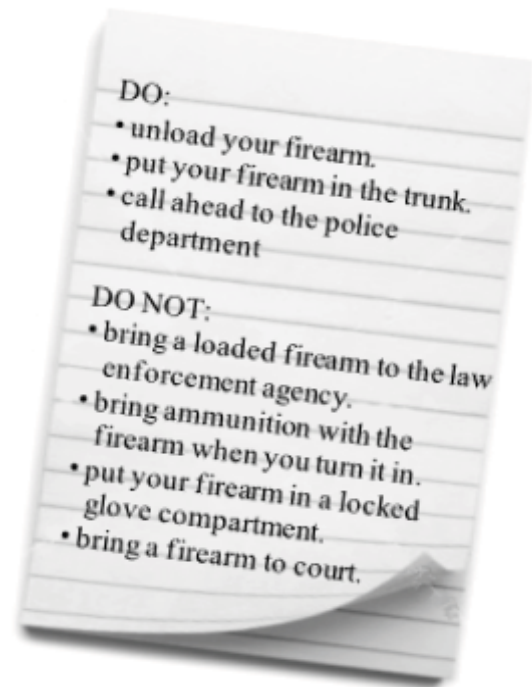 DO:
• unload your firearm.
• put your firearm in the trunk.
• call ahead to the police
department
DO NOT:
• bring a loaded firearm to the law
enforcement agency.
• bring ammunition with the
firearm when you turn it in.
• put your firearm in a locked
glove compartment.
• bring a firearm to court.